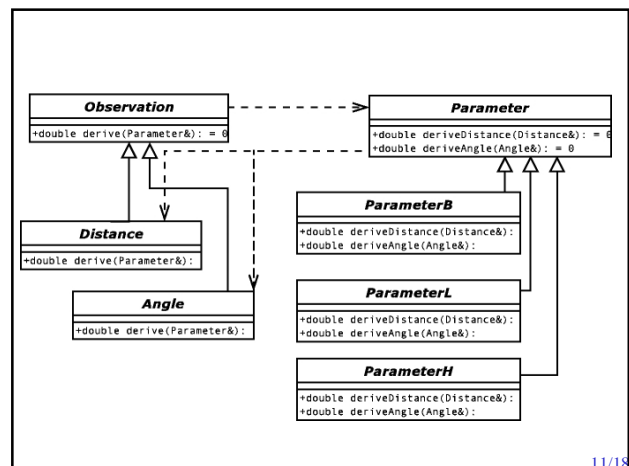 Observation
+double derive(Parameter&): = 0
Parameter
+double deriveDistance(Distance&): = 0
+double deriveAngle(Angle&): = 0
Distance
+double derive(Parameter&):
Angle
+double derive(Parameter&):
ParameterB
+double deriveDistance(Distance&):
+double deriveAngle(Angle&):
ParameterL
+double deriveDistance(Distance&):
+double deriveAngle(Angle&):
ParameterH
+double deriveDistance(Distance&):
+double deriveAngle(Angle&):
11/18